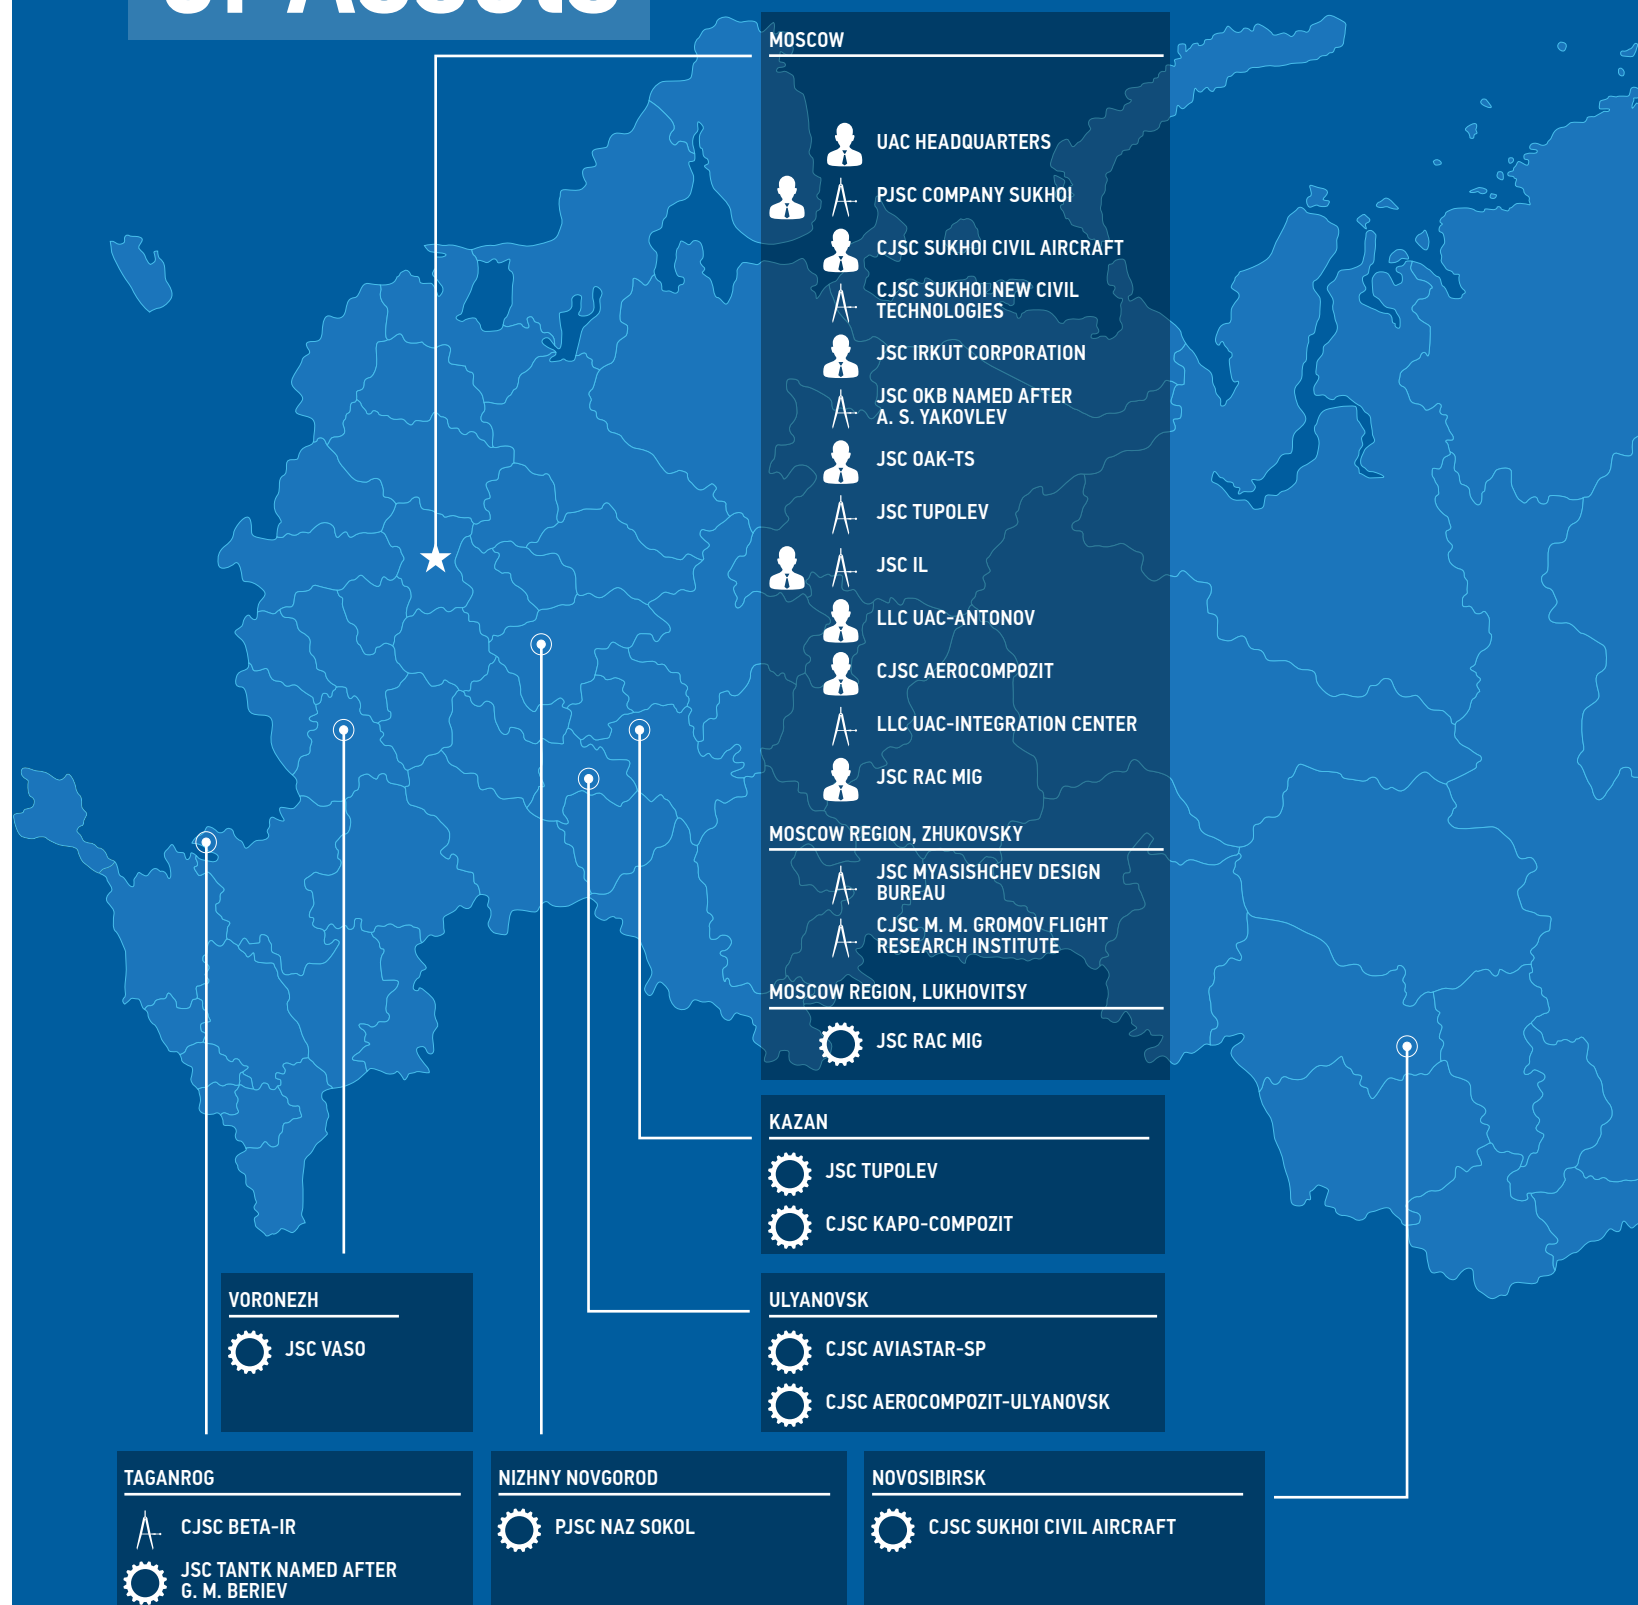 of Assets
MOSCOW
UAC HEADQUARTERS
PJSC COMPANY SUKHOI
CJSC SUKHOI CIVIL AIRCRAFT
CJSC SUKHOI NEW CIVIL
TECHNOLOGIES
JSC IRKUT CORPORATION
JSC OKB NAMED AFTER
A. S. YAKOVLEV
JSC OAK-TS
JSC TUPOLEV
JSC IL
LLC UAC-ANTONOV
CJSC AEROCOMPOZIT
LLC UAC-INTEGRATION CENTER
JSC RAC MIG
MOSCOW REGION, ZHUKOVSKY
JSC MYASISHCHEV DESIGN
BUREAU
CJSC M. M. GROMOV FLIGHT
RESEARCH INSTITUTE
MOSCOW REGION, LUKHOVITSY
JSC RAC MIG
KAZAN
JSC TUPOLEV
CJSC KAPO-COMPOZIT
VORONEZH
JSC VASO
ULYANOVSK
CJSC AVIASTAR-SP
CJSC AEROCOMPOZIT-ULYANOVSK
TAGANROG
CJSC BETA-IR
JSC TANTK NAMED AFTER
G. M. BERIEV
NIZHNY NOVGOROD
PJSC NAZ SOKOL
NOVOSIBIRSK
CJSC SUKHOI CIVIL AIRCRAFT